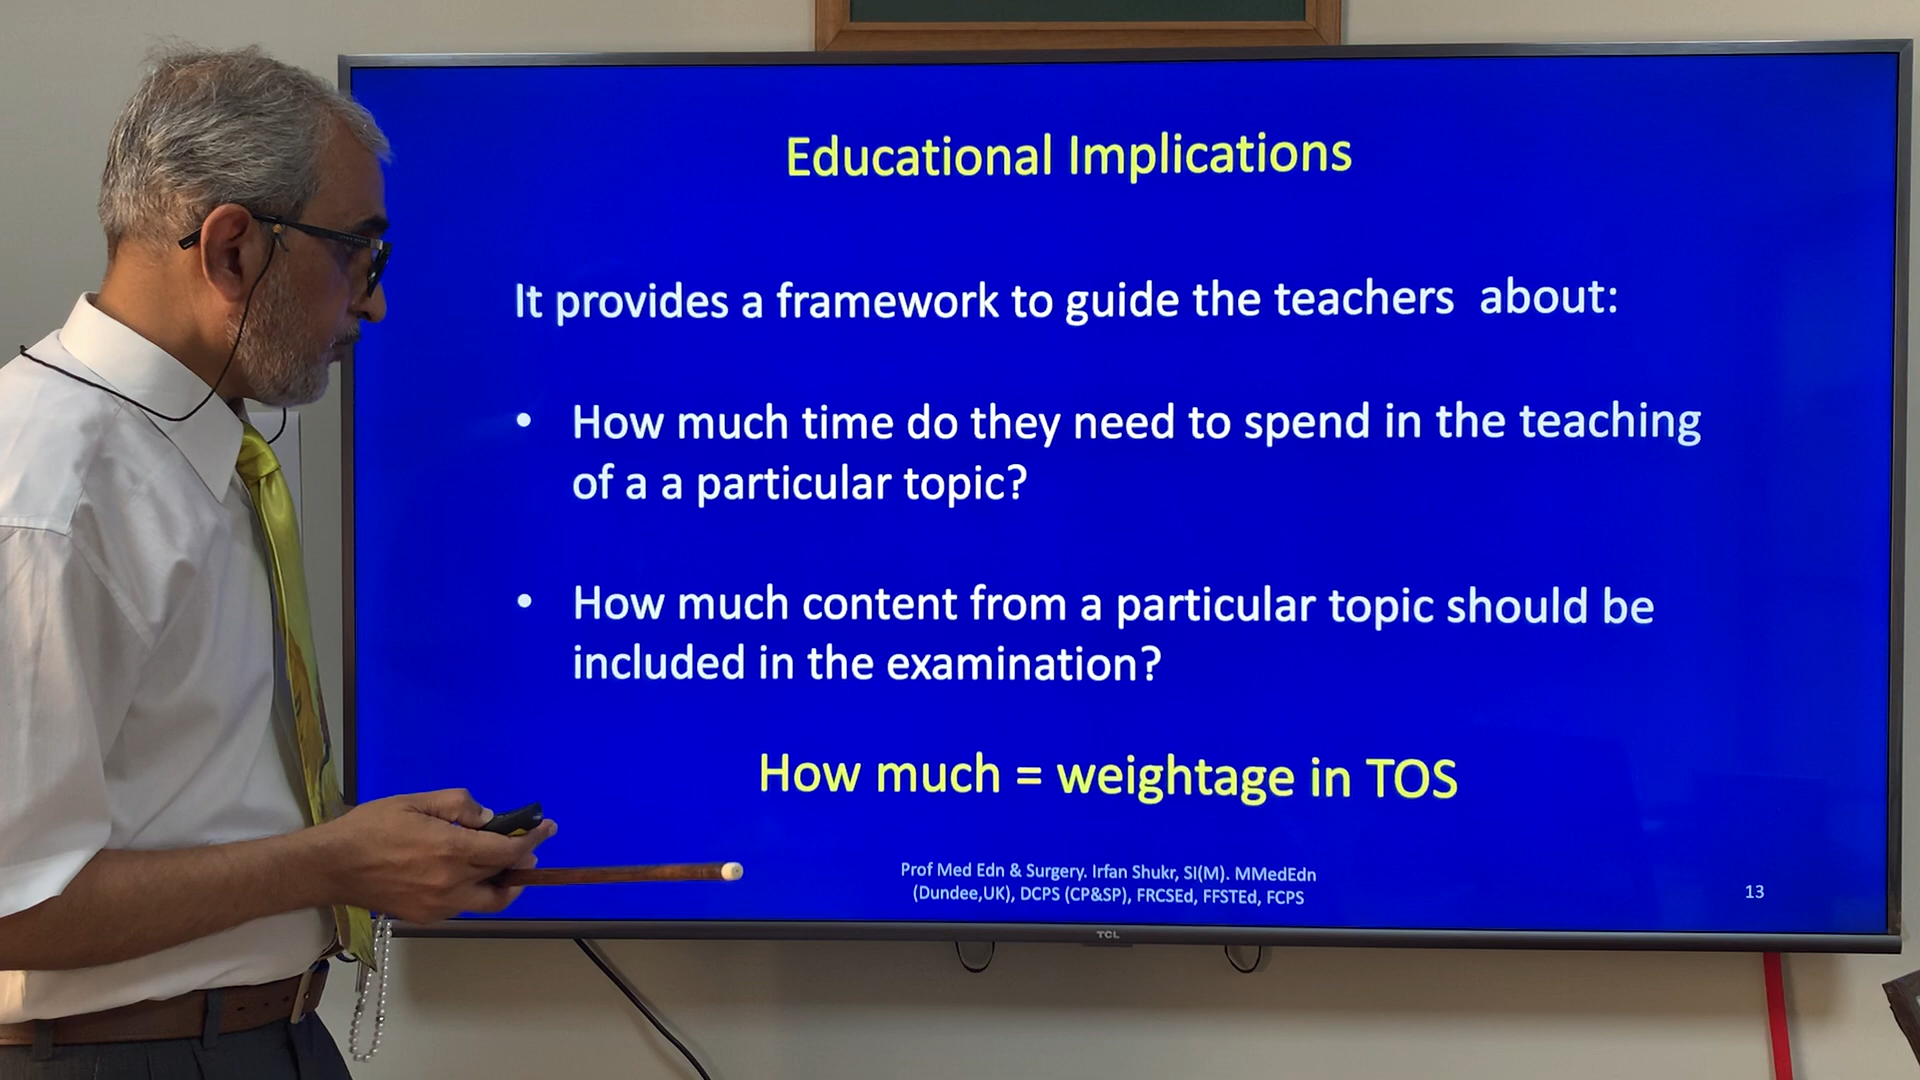 Educational Implications
It provides a framework to guide the teachers about:
• How much time do they need to spend in the teaching
of a a particular topic?
• How much content from a particular topic should be
included in the examination?
How much = weightage in TOS
Prof Med Edn & Surgery. Irfan Shukr, SI(M). MMedEdn
(Dundee,UK), DCPS (CP&SP), FRCSEd, FFSTEd, FCPS
13
TCL